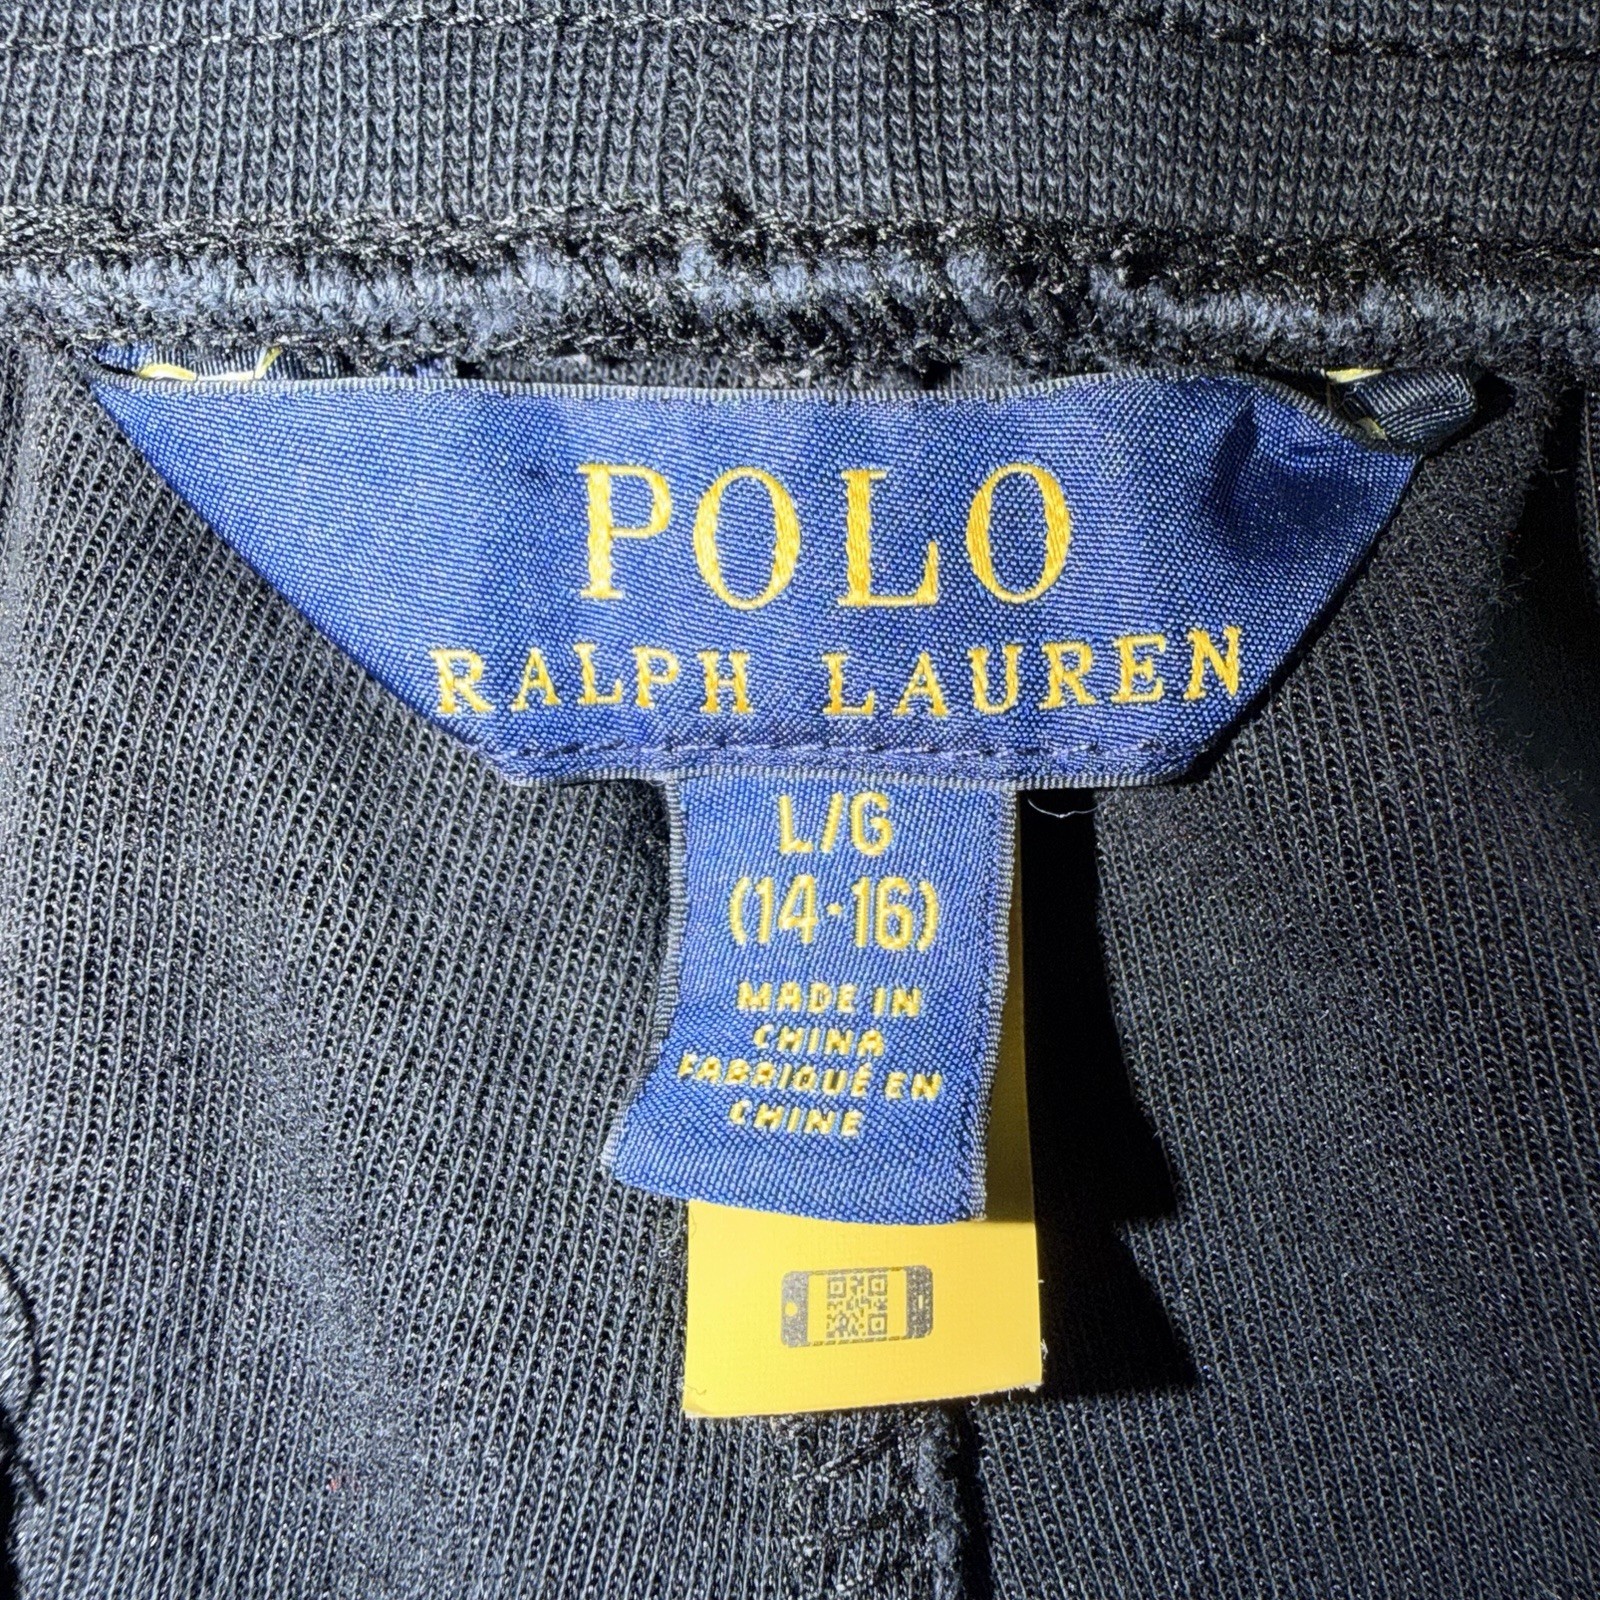 POLO
RALPH LAUREN
L/G
(14-16)
MADE IN
CHINA
FABRIQUÉ EN
CHINE